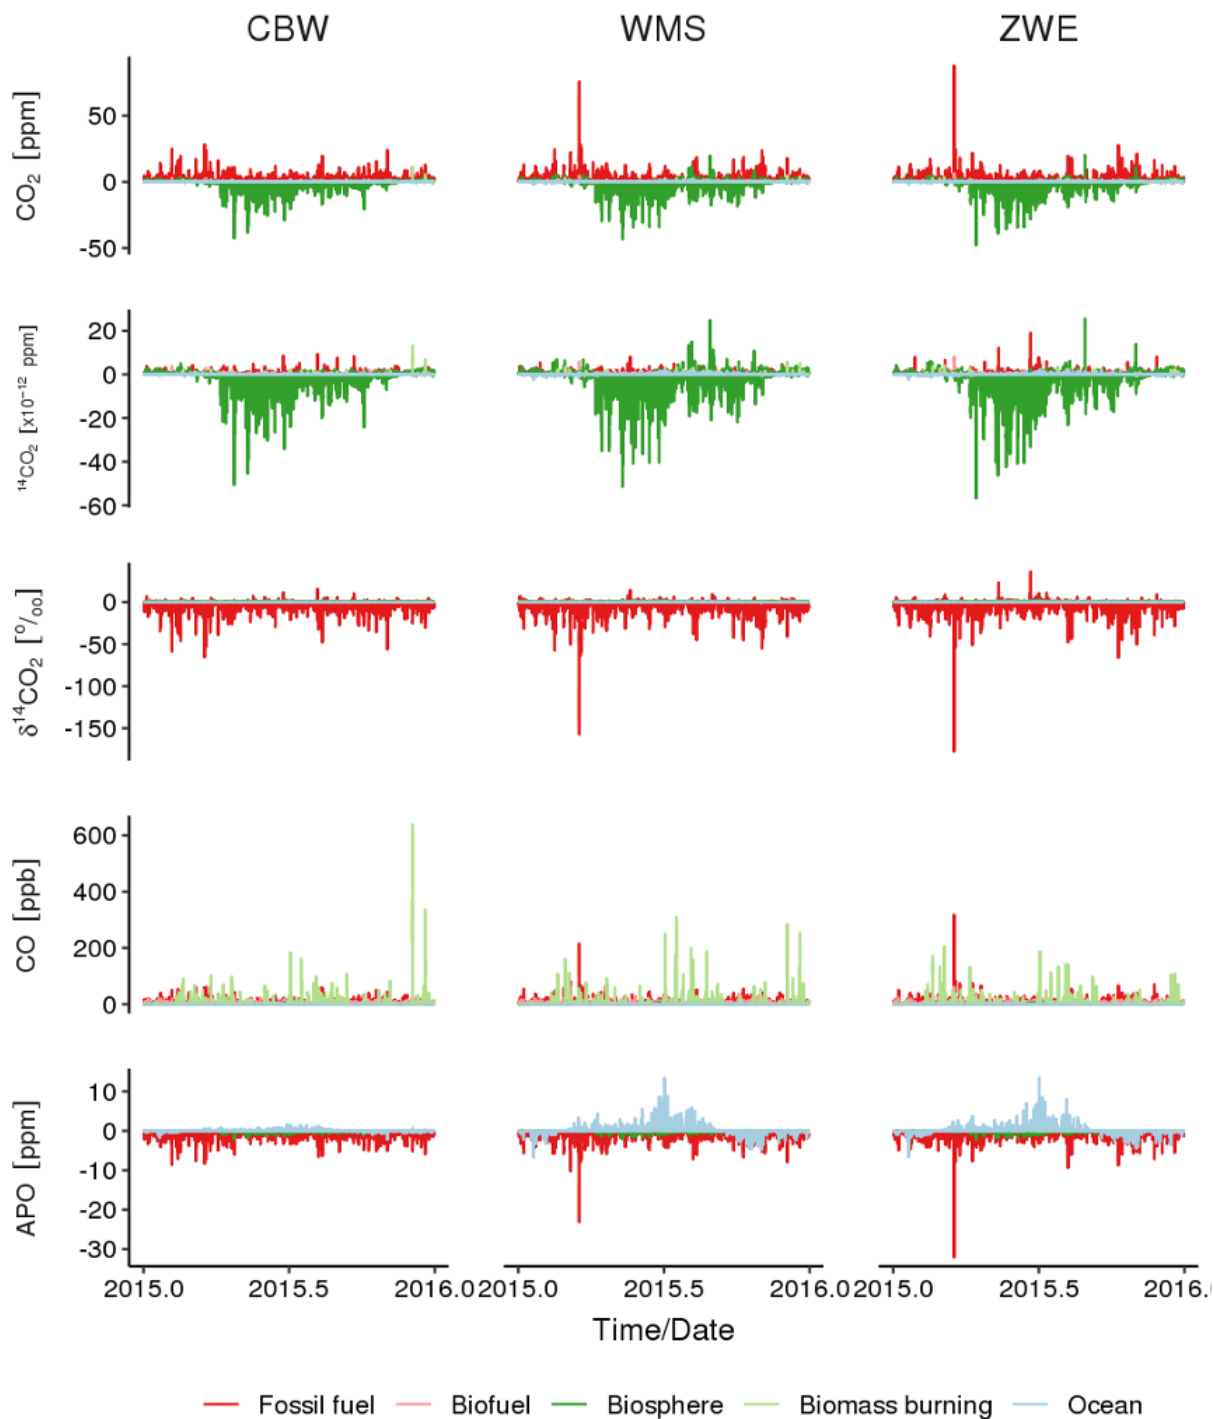 CBW WMS ZWE
CO₂ [ppm]
50
0
-50
¹⁴CO₂ [x10⁻¹² ppm]
20
0
-20
-40
-60
δ¹⁴CO₂ [º/₀₀]
0
-50
-100
-150
CO [ppb]
600
400
200
0
APO [ppm]
10
0
-10
-20
-30
2015.0 2015.5 2016.0 2015.0 2015.5 2016.0 2015.0 2015.5 2016.
Time/Date
Fossil fuel Biofuel Biosphere Biomass burning Ocean